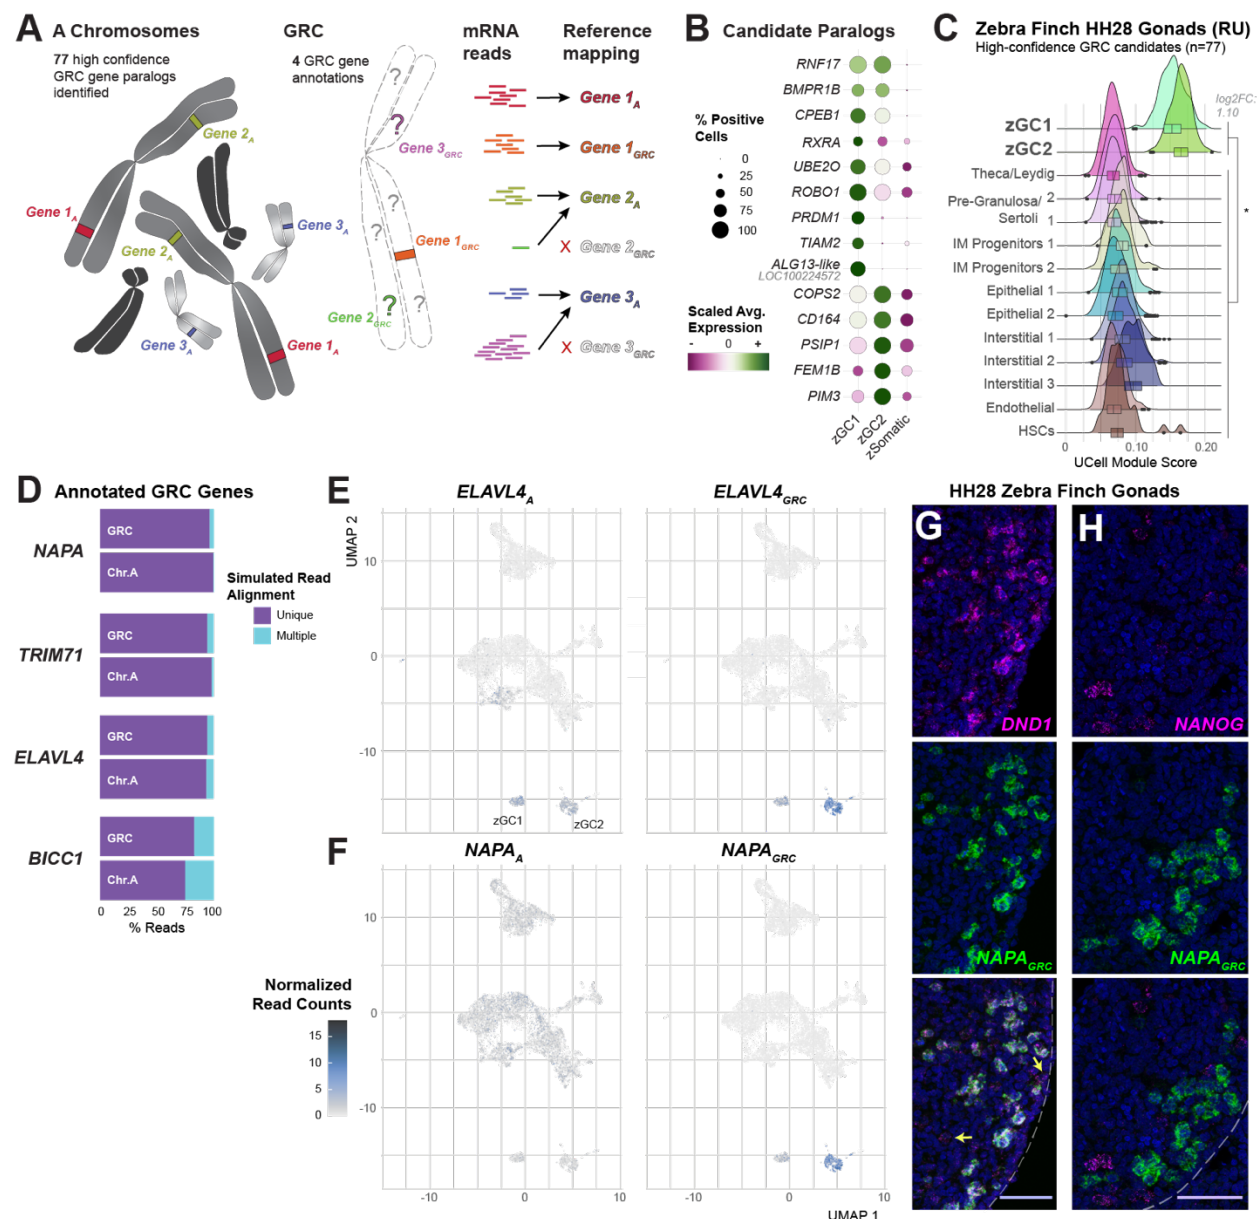 A
A Chromosomes
77 high confidence
GRC gene paralogs
identified
GRC
4 GRC gene
annotations
mRNA
reads
Reference
mapping
Gene 2A
Gene 1A
Gene 2A
Gene 3A
Gene 3A
Gene 1A
?
?
Gene 3GRC
?
?
Gene 1GRC
?
?
Gene 2GRC
Gene 1A
Gene 1GRC
Gene 2A
X Gene 2GRC
Gene 3A
X Gene 3GRC
B
Candidate Paralogs
% Positive
Cells
0
25
50
75
100
Scaled Avg.
Expression
- 0 +
RNF17
BMPR1B
CPEB1
RXRA
UBE2O
ROBO1
PRDM1
TIAM2
ALG13-like
LOC100224572
COPS2
CD164
PSIP1
FEM1B
PIM3
zGC1
zGC2
zSomatic
C
Zebra Finch HH28 Gonads (RU)
High-confidence GRC candidates (n=77)
log2FC:
1.10
zGC1
zGC2
Theca/Leydig
Pre-Granulosa/ 2
Sertoli 1
IM Progenitors 1
IM Progenitors 2
Epithelial 1
Epithelial 2
Interstitial 1
Interstitial 2
Interstitial 3
Endothelial
HSCs
*
0 0.10 0.20
UCell Module Score
D
Annotated GRC Genes
NAPA
GRC
Chr.A
TRIM71
GRC
Chr.A
ELAVL4
GRC
Chr.A
BICC1
GRC
Chr.A
0 25 50 75 100
% Reads
Simulated Read
Alignment
Unique
Multiple
E
ELAVL4A
ELAVL4GRC
UMAP 2
10
0
-10
zGC1
zGC2
F
NAPAA
NAPAGRC
10
0
-10
-10 0 10
-10 0 10
UMAP 1
Normalized
Read Counts
15
10
5
0
HH28 Zebra Finch Gonads
G
DND1
NAPAGRC
H
NANOG
NAPAGRC